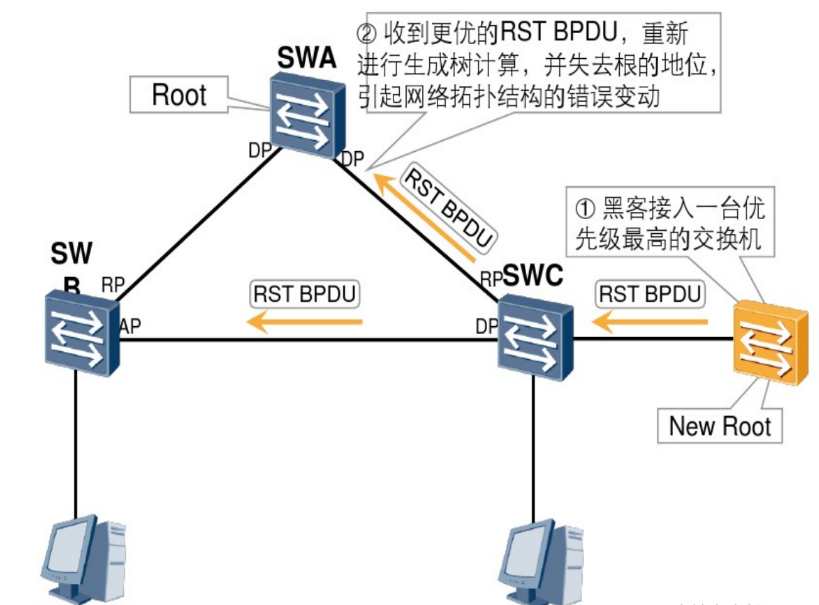 ② 收到更优的RST BPDU，重新
进行生成树计算，并失去根的地位，
引起网络拓扑结构的错误变动
SWA
Root
DP
DP
RST BPDU
① 黑客接入一台优
先级最高的交换机
SW
B
RP
RP
SWC
RST BPDU
RST BPDU
AP
DP
New Root